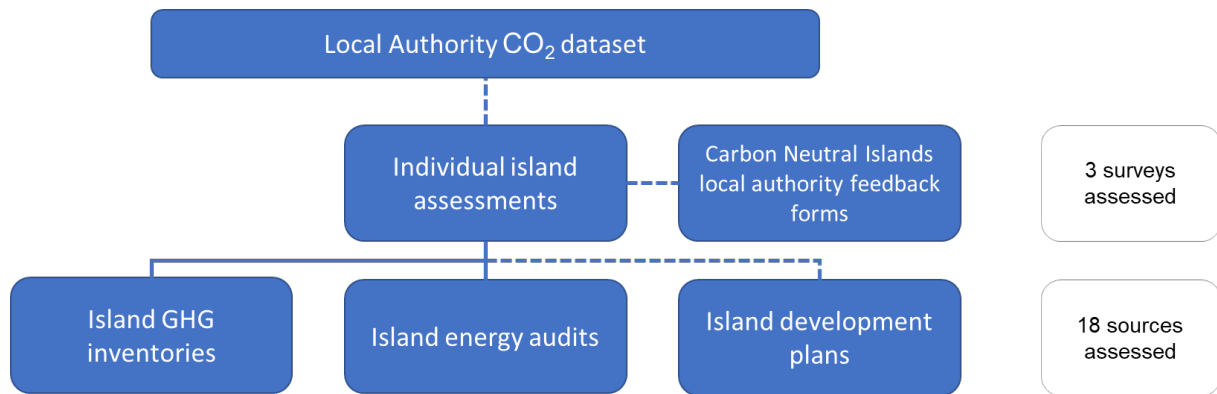 Local Authority CO₂ dataset
Individual island
assessments
Carbon Neutral Islands
local authority feedback
forms
3 surveys
assessed
Island GHG
inventories
Island energy audits
Island development
plans
18 sources
assessed